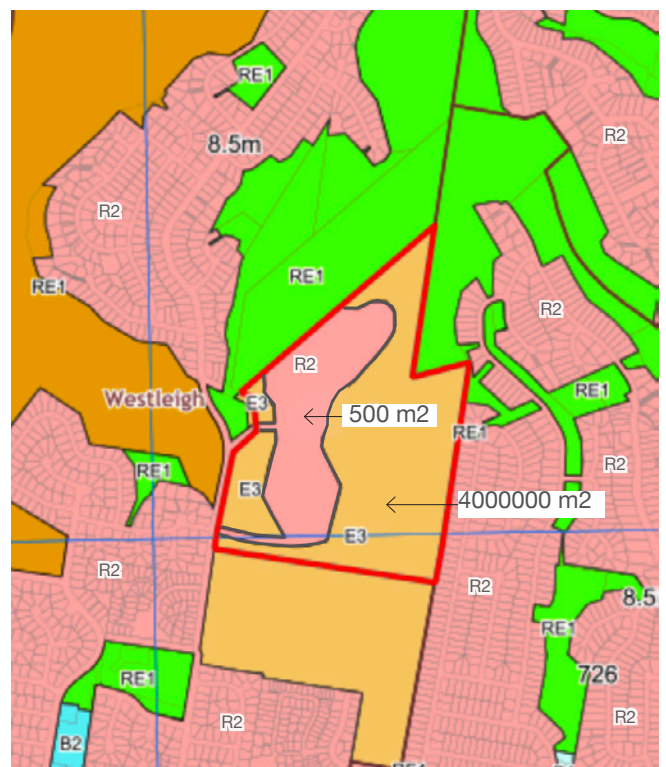 RE1
8.5m
R2
R2
RE1
RE1
R2
R2
RE1
Westleigh
E3
500 m2
RE1
RE1
R2
E3
4000000 m2
E3
R2
R2
8.5
RE1
RE1
726
R2
R2
B2